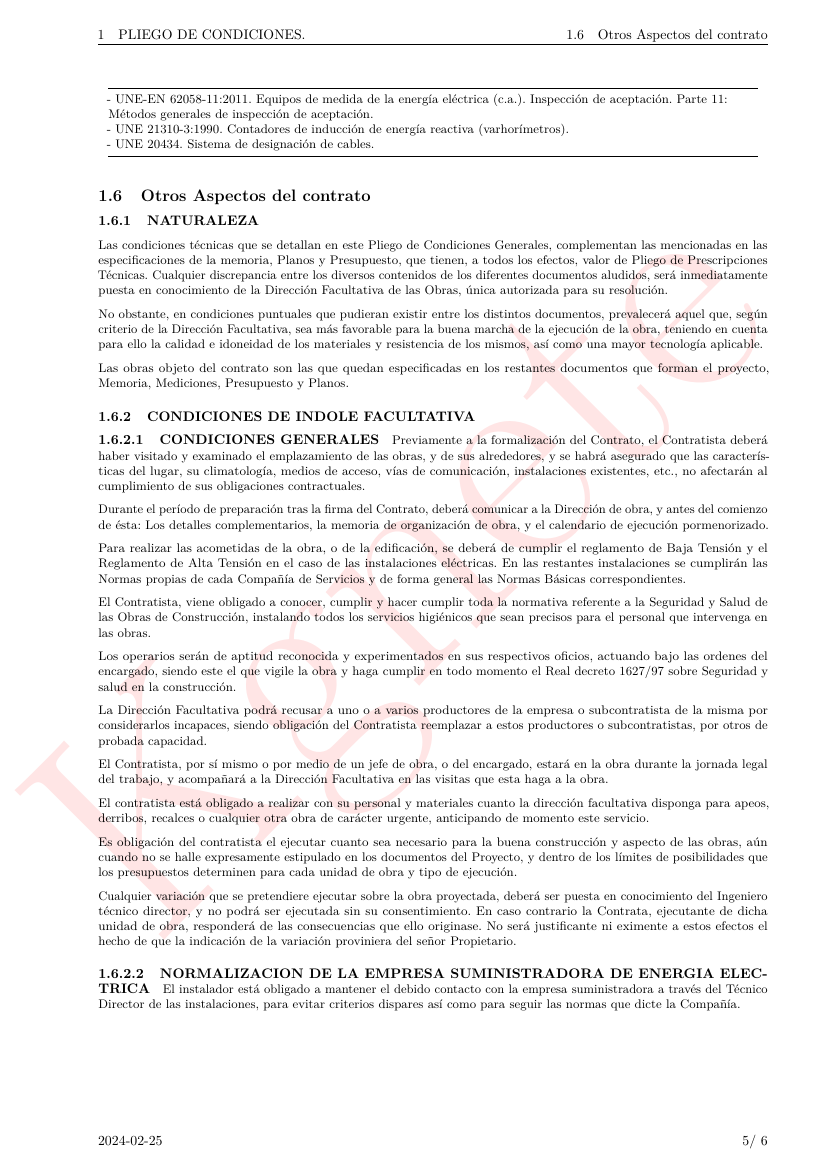 1 PLIEGO DE CONDICIONES. 1.6 Otros Aspectos del contrato
- UNE-EN 62058-11:2011. Equipos de medida de la energía eléctrica (c.a.). Inspección de aceptación. Parte 11:
Métodos generales de inspección de aceptación.
- UNE 21310-3:1990. Contadores de inducción de energía reactiva (varhorímetros).
- UNE 20434. Sistema de designación de cables.
1.6 Otros Aspectos del contrato
1.6.1 NATURALEZA
Las condiciones técnicas que se detallan en este Pliego de Condiciones Generales, complementan las mencionadas en las
especificaciones de la memoria, Planos y Presupuesto, que tienen, a todos los efectos, valor de Pliego de Prescripciones
Técnicas. Cualquier discrepancia entre los diversos contenidos de los diferentes documentos aludidos, será inmediatamente
puesta en conocimiento de la Dirección Facultativa de las Obras, única autorizada para su resolución.
No obstante, en condiciones puntuales que pudieran existir entre los distintos documentos, prevalecerá aquel que, según
criterio de la Dirección Facultativa, sea más favorable para la buena marcha de la ejecución de la obra, teniendo en cuenta
para ello la calidad e idoneidad de los materiales y resistencia de los mismos, así como una mayor tecnología aplicable.
Las obras objeto del contrato son las que quedan especificadas en los restantes documentos que forman el proyecto,
Memoria, Mediciones, Presupuesto y Planos.
1.6.2 CONDICIONES DE INDOLE FACULTATIVA
1.6.2.1 CONDICIONES GENERALES Previamente a la formalización del Contrato, el Contratista deberá
haber visitado y examinado el emplazamiento de las obras, y de sus alrededores, y se habrá asegurado que las caracterís-
ticas del lugar, su climatología, medios de acceso, vías de comunicación, instalaciones existentes, etc., no afectarán al
cumplimiento de sus obligaciones contractuales.
Durante el período de preparación tras la firma del Contrato, deberá comunicar a la Dirección de obra, y antes del comienzo
de ésta: Los detalles complementarios, la memoria de organización de obra, y el calendario de ejecución pormenorizado.
Para realizar las acometidas de la obra, o de la edificación, se deberá de cumplir el reglamento de Baja Tensión y el
Reglamento de Alta Tensión en el caso de las instalaciones eléctricas. En las restantes instalaciones se cumplirán las
Normas propias de cada Compañía de Servicios y de forma general las Normas Básicas correspondientes.
El Contratista, viene obligado a conocer, cumplir y hacer cumplir toda la normativa referente a la Seguridad y Salud de
las Obras de Construcción, instalando todos los servicios higiénicos que sean precisos para el personal que intervenga en
las obras.
Los operarios serán de aptitud reconocida y experimentados en sus respectivos oficios, actuando bajo las ordenes del
encargado, siendo este el que vigile la obra y haga cumplir en todo momento el Real decreto 1627/97 sobre Seguridad y
salud en la construcción.
La Dirección Facultativa podrá recusar a uno o a varios productores de la empresa o subcontratista de la misma por
considerarlos incapaces, siendo obligación del Contratista reemplazar a estos productores o subcontratistas, por otros de
probada capacidad.
El Contratista, por sí mismo o por medio de un jefe de obra, o del encargado, estará en la obra durante la jornada legal
del trabajo, y acompañará a la Dirección Facultativa en las visitas que esta haga a la obra.
El contratista está obligado a realizar con su personal y materiales cuanto la dirección facultativa disponga para apeos,
derribos, recalces o cualquier otra obra de carácter urgente, anticipando de momento este servicio.
Es obligación del contratista el ejecutar cuanto sea necesario para la buena construcción y aspecto de las obras, aún
cuando no se halle expresamente estipulado en los documentos del Proyecto, y dentro de los límites de posibilidades que
los presupuestos determinen para cada unidad de obra y tipo de ejecución.
Cualquier variación que se pretendiere ejecutar sobre la obra proyectada, deberá ser puesta en conocimiento del Ingeniero
técnico director, y no podrá ser ejecutada sin su consentimiento. En caso contrario la Contrata, ejecutante de dicha
unidad de obra, responderá de las consecuencias que ello originase. No será justificante ni eximente a estos efectos el
hecho de que la indicación de la variación proviniera del señor Propietario.
1.6.2.2 NORMALIZACION DE LA EMPRESA SUMINISTRADORA DE ENERGIA ELEC-
TRICA El instalador está obligado a mantener el debido contacto con la empresa suministradora a través del Técnico
Director de las instalaciones, para evitar criterios dispares así como para seguir las normas que dicte la Compañía.
Kgnete
2024-02-25 5/ 6